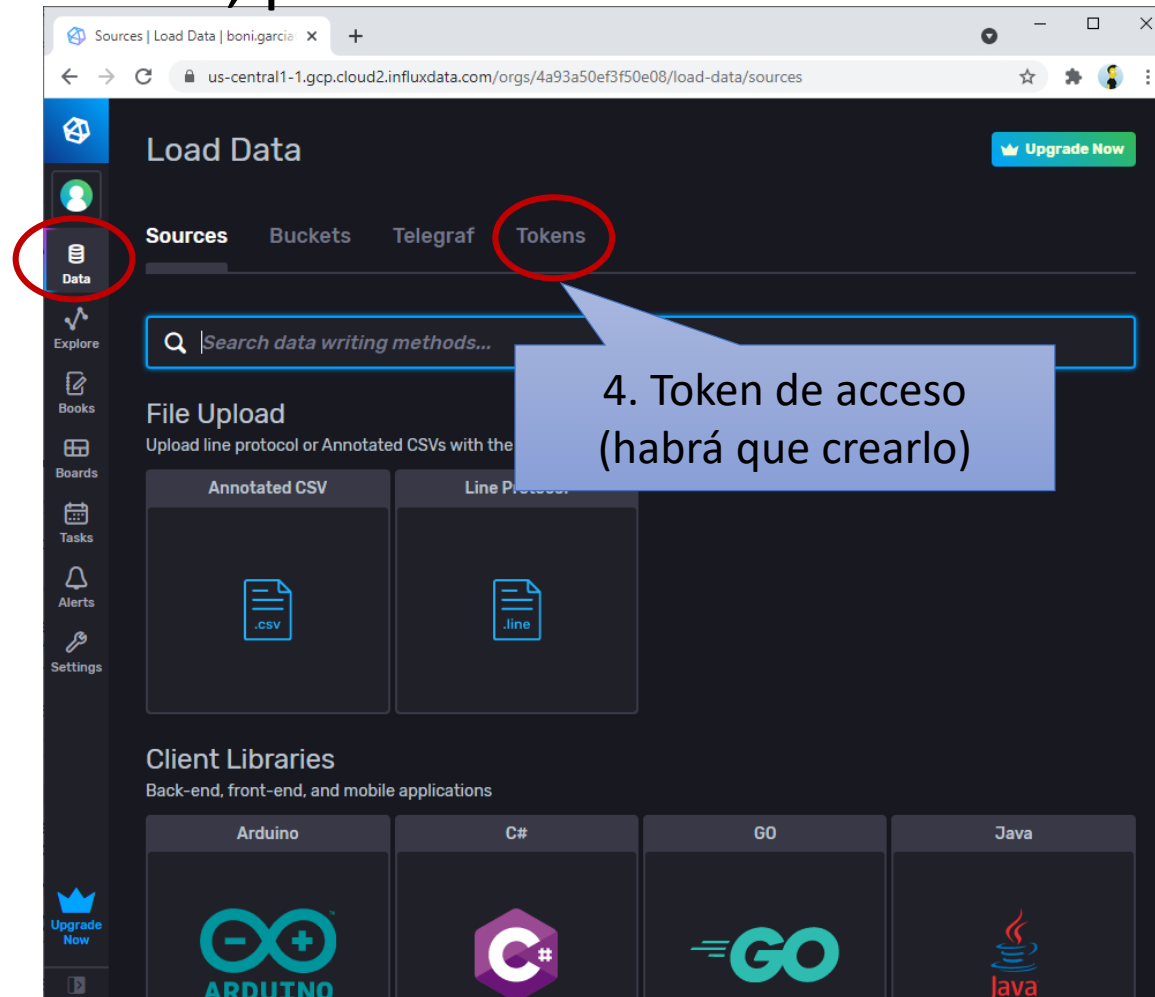 Sources | Load Data | boni.garcia
us-central1-1.gcp.cloud2.influxdata.com/orgs/4a93a50ef3f50e08/load-data/sources
Load Data
Upgrade Now
Sources Buckets Telegraf Tokens
Data
Explore
Books
Boards
Tasks
Alerts
Settings
Upgrade
Now
Search data writing methods...
4. Token de acceso
(habrá que crearlo)
File Upload
Upload line protocol or Annotated CSVs with the
Annotated CSV
Line Protocol
.csv
.line
Client Libraries
Back-end, front-end, and mobile applications
Arduino
C#
GO
Java
ARDUINO
C#
GO
Java